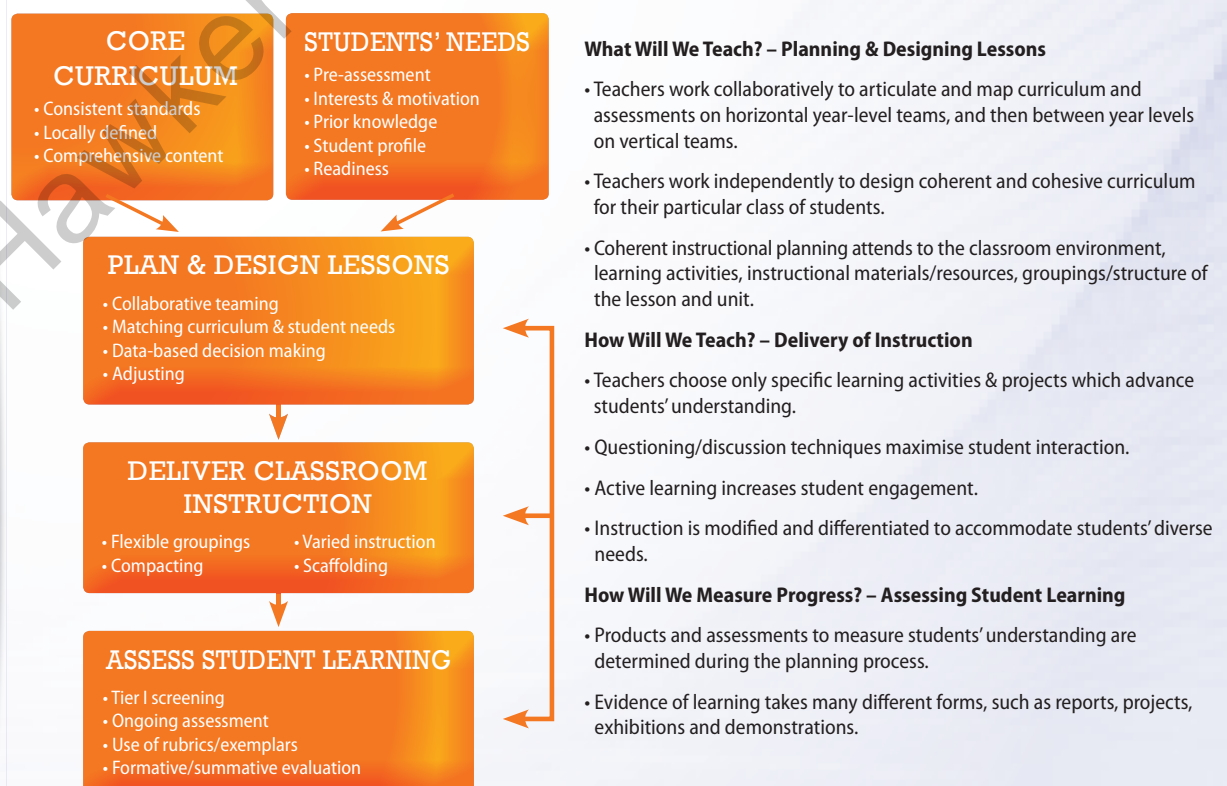 CORE
CURRICULUM
• Consistent standards
• Locally defined
• Comprehensive content
STUDENTS’ NEEDS
• Pre-assessment
• Interests & motivation
• Prior knowledge
• Student profile
• Readiness
PLAN & DESIGN LESSONS
• Collaborative teaming
• Matching curriculum & student needs
• Data-based decision making
• Adjusting
DELIVER CLASSROOM
INSTRUCTION
• Flexible groupings
• Compacting
• Varied instruction
• Scaffolding
ASSESS STUDENT LEARNING
• Tier I screening
• Ongoing assessment
• Use of rubrics/exemplars
• Formative/summative evaluation
What Will We Teach? – Planning & Designing Lessons
• Teachers work collaboratively to articulate and map curriculum and
assessments on horizontal year-level teams, and then between year levels
on vertical teams.
• Teachers work independently to design coherent and cohesive curriculum
for their particular class of students.
• Coherent instructional planning attends to the classroom environment,
learning activities, instructional materials/resources, groupings/structure of
the lesson and unit.
How Will We Teach? – Delivery of Instruction
• Teachers choose only specific learning activities & projects which advance
students’ understanding.
• Questioning/discussion techniques maximise student interaction.
• Active learning increases student engagement.
• Instruction is modified and differentiated to accommodate students’ diverse
needs.
How Will We Measure Progress? – Assessing Student Learning
• Products and assessments to measure students’ understanding are
determined during the planning process.
• Evidence of learning takes many different forms, such as reports, projects,
exhibitions and demonstrations.
Hawker